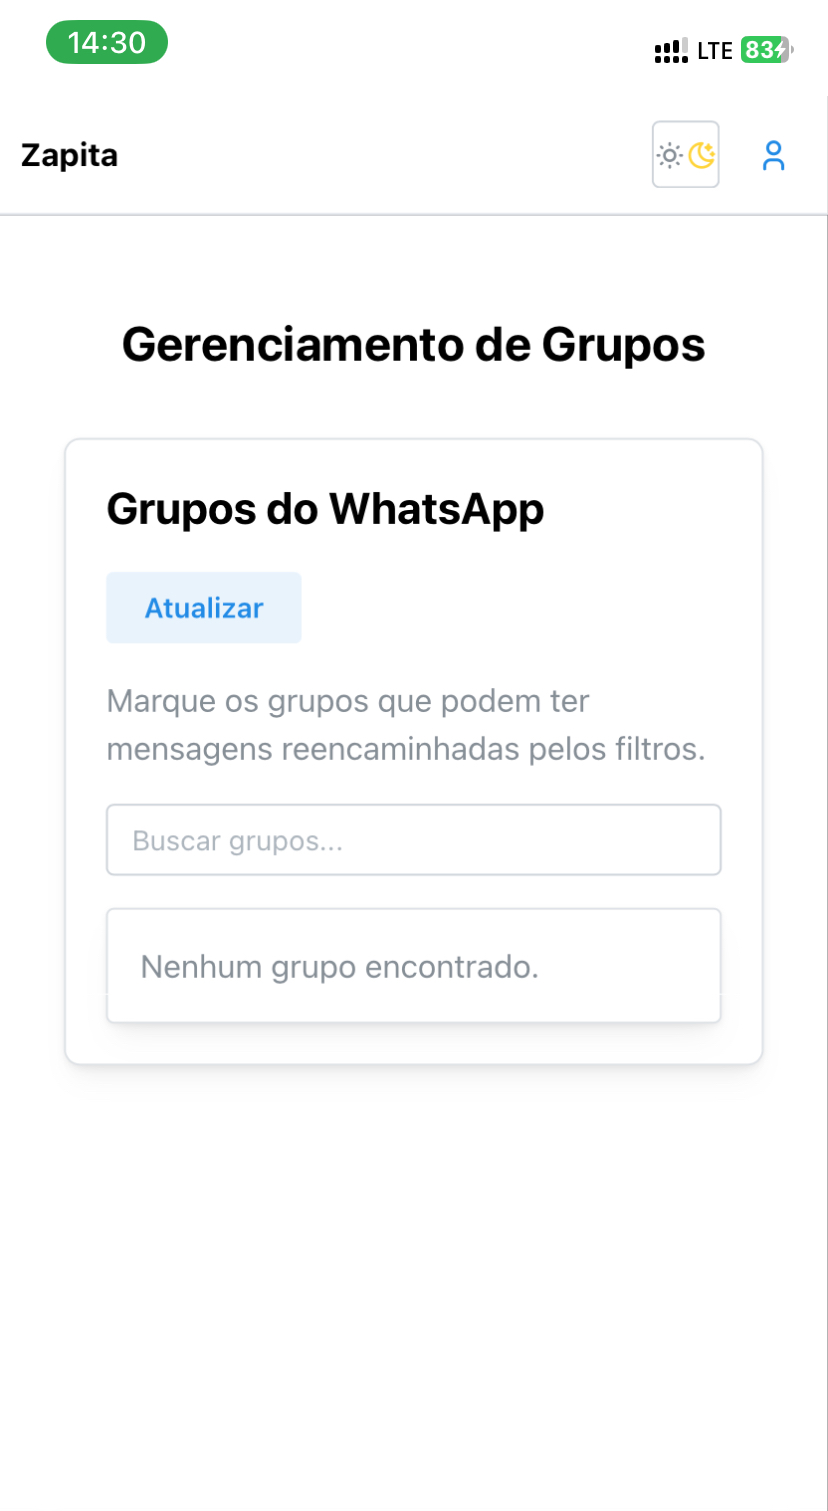 14:30
LTE 83
Zapita
Gerenciamento de Grupos
Grupos do WhatsApp
Atualizar
Marque os grupos que podem ter
mensagens reencaminhadas pelos filtros.
Buscar grupos...
Nenhum grupo encontrado.